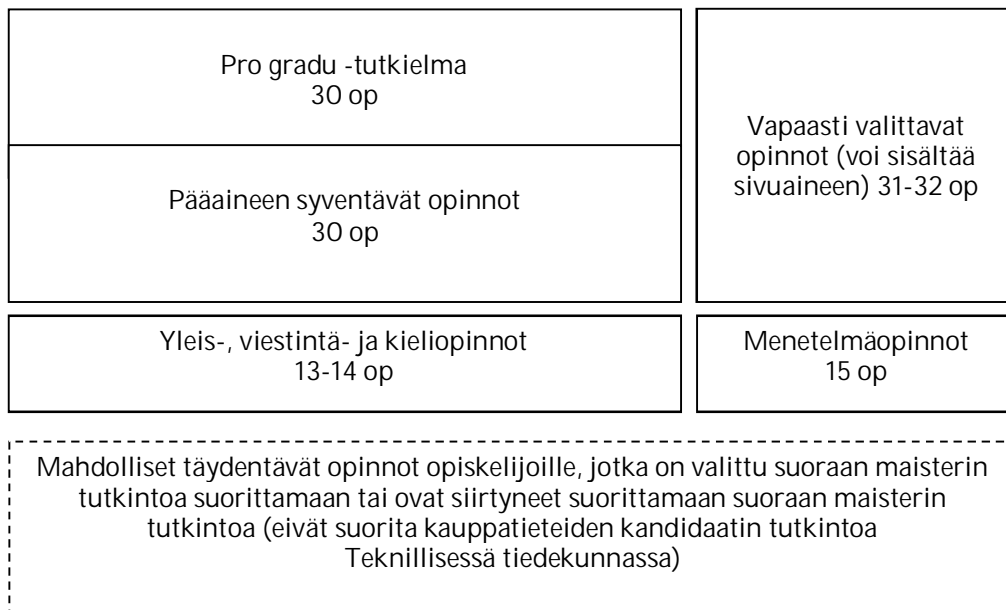 Pro gradu -tutkielma
30 op
Pääaineen syventävät opinnot
30 op
Vapaasti valittavat
opinnot (voi sisältää
sivuaineen) 31-32 op
Yleis-, viestintä- ja kieliopinnot
13-14 op
Menetelmäopinnot
15 op
Mahdolliset täydentävät opinnot opiskelijoille, jotka on valittu suoraan maisterin
tutkintoa suorittamaan tai ovat siirtyneet suorittamaan suoraan maisterin
tutkintoa (eivät suorita kauppatieteiden kandidaatin tutkintoa
Teknillisessä tiedekunnassa)